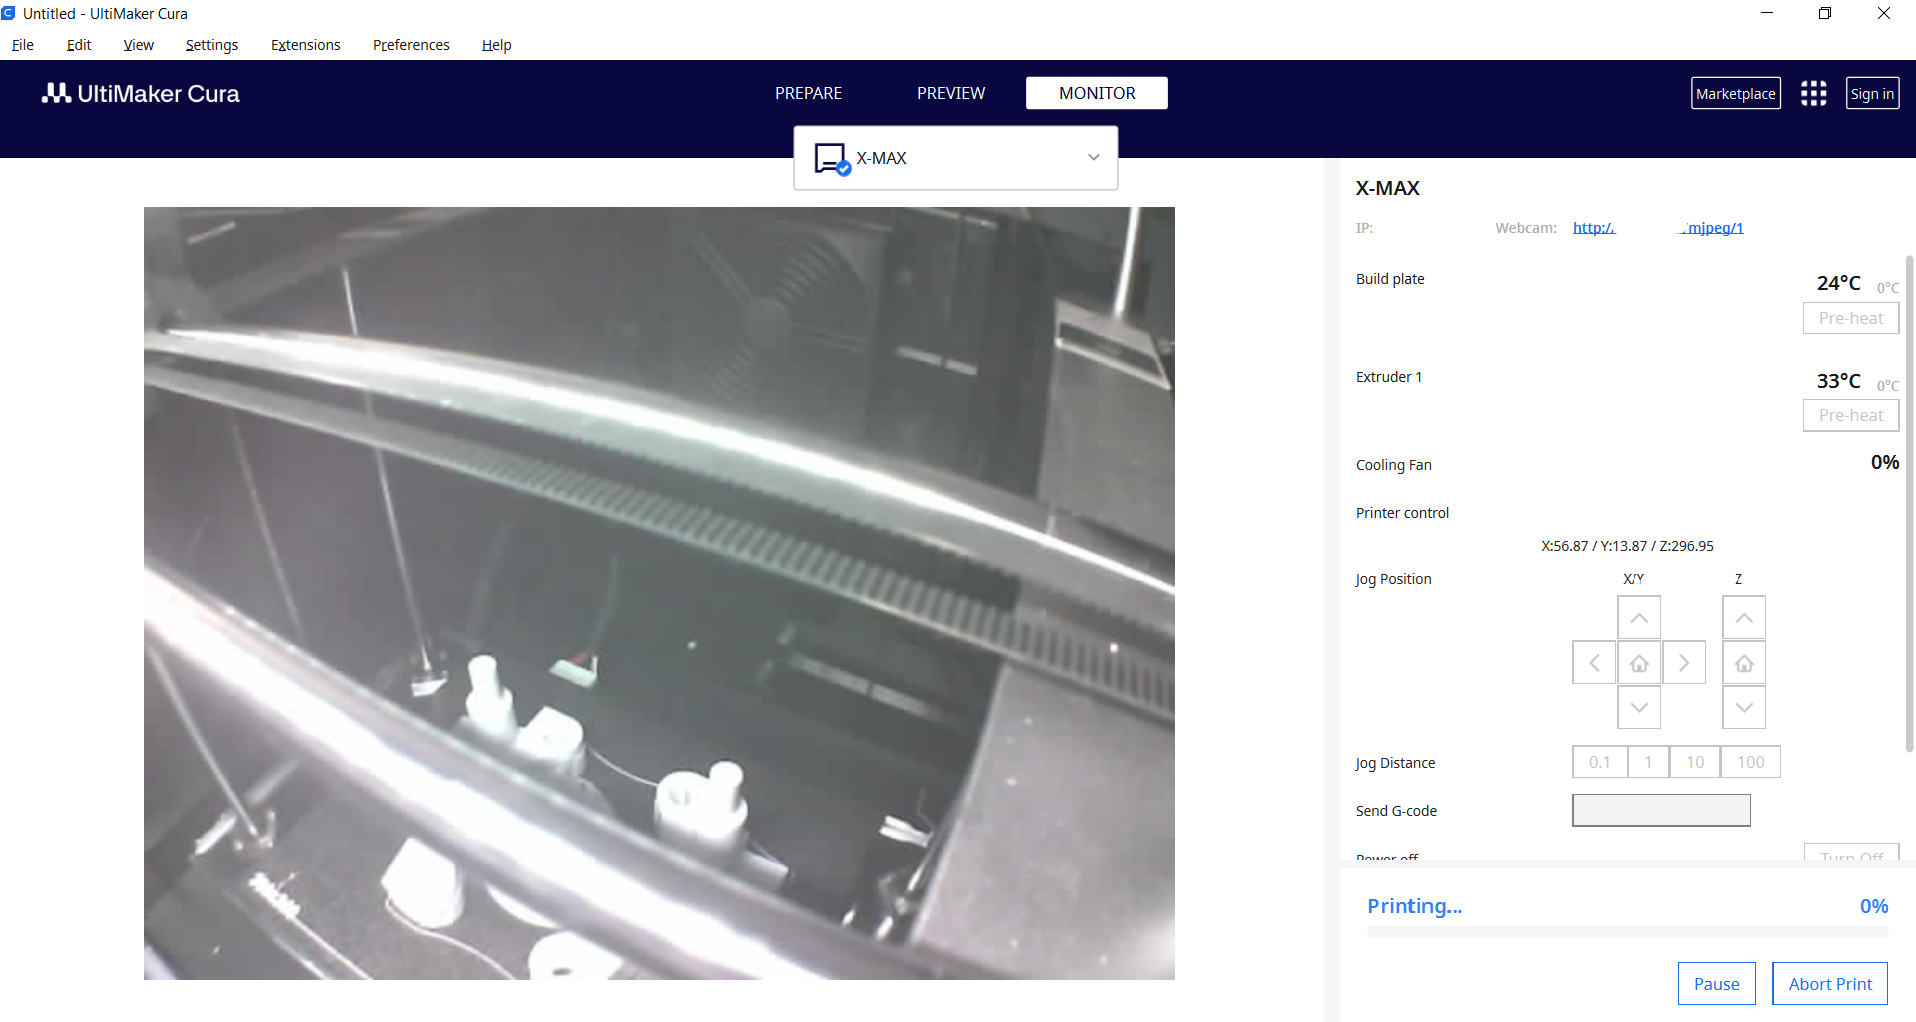 Untitled - UltiMaker Cura
File Edit View Settings Extensions Preferences Help
UltiMaker Cura
PREPARE PREVIEW MONITOR
Marketplace Sign in
X-MAX
X-MAX
IP: Webcam: http:/. mjpeg/1
Build plate 24°C 0°C
Pre-heat
Extruder 1 33°C 0°C
Pre-heat
Cooling Fan 0%
Printer control
X:56.87 / Y:13.87 / Z:296.95
Jog Position X/Y Z
Jog Distance 0.1 1 10 100
Send G-code
Power off Turn Off
Printing... 0%
Pause Abort Print